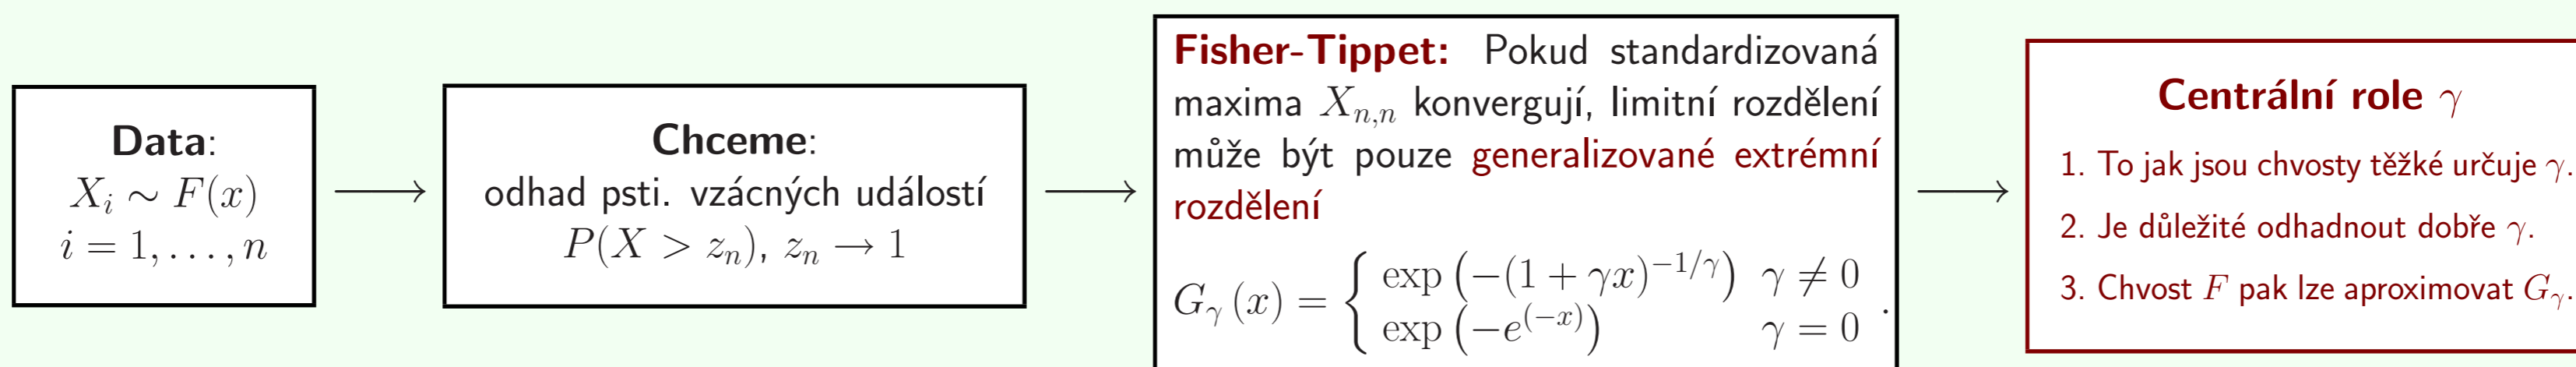 Data:
X_i ∼ F(x)
i = 1, . . . , n
Chceme:
odhad psti. vzácných událostí
P(X > z_n), z_n → 1
Fisher-Tippet: Pokud standardizovaná
maxima X_{n,n} konvergují, limitní rozdělení
může být pouze generalizované extrémní
rozdělení
G_γ (x) = { exp (−(1 + γx)^{−1/γ}) γ ≠ 0
exp (−e^{(−x)}) γ = 0 .
Centrální role γ
1. To jak jsou chvosty těžké určuje γ.
2. Je důležité odhadnout dobře γ.
3. Chvost F pak lze aproximovat G_γ.